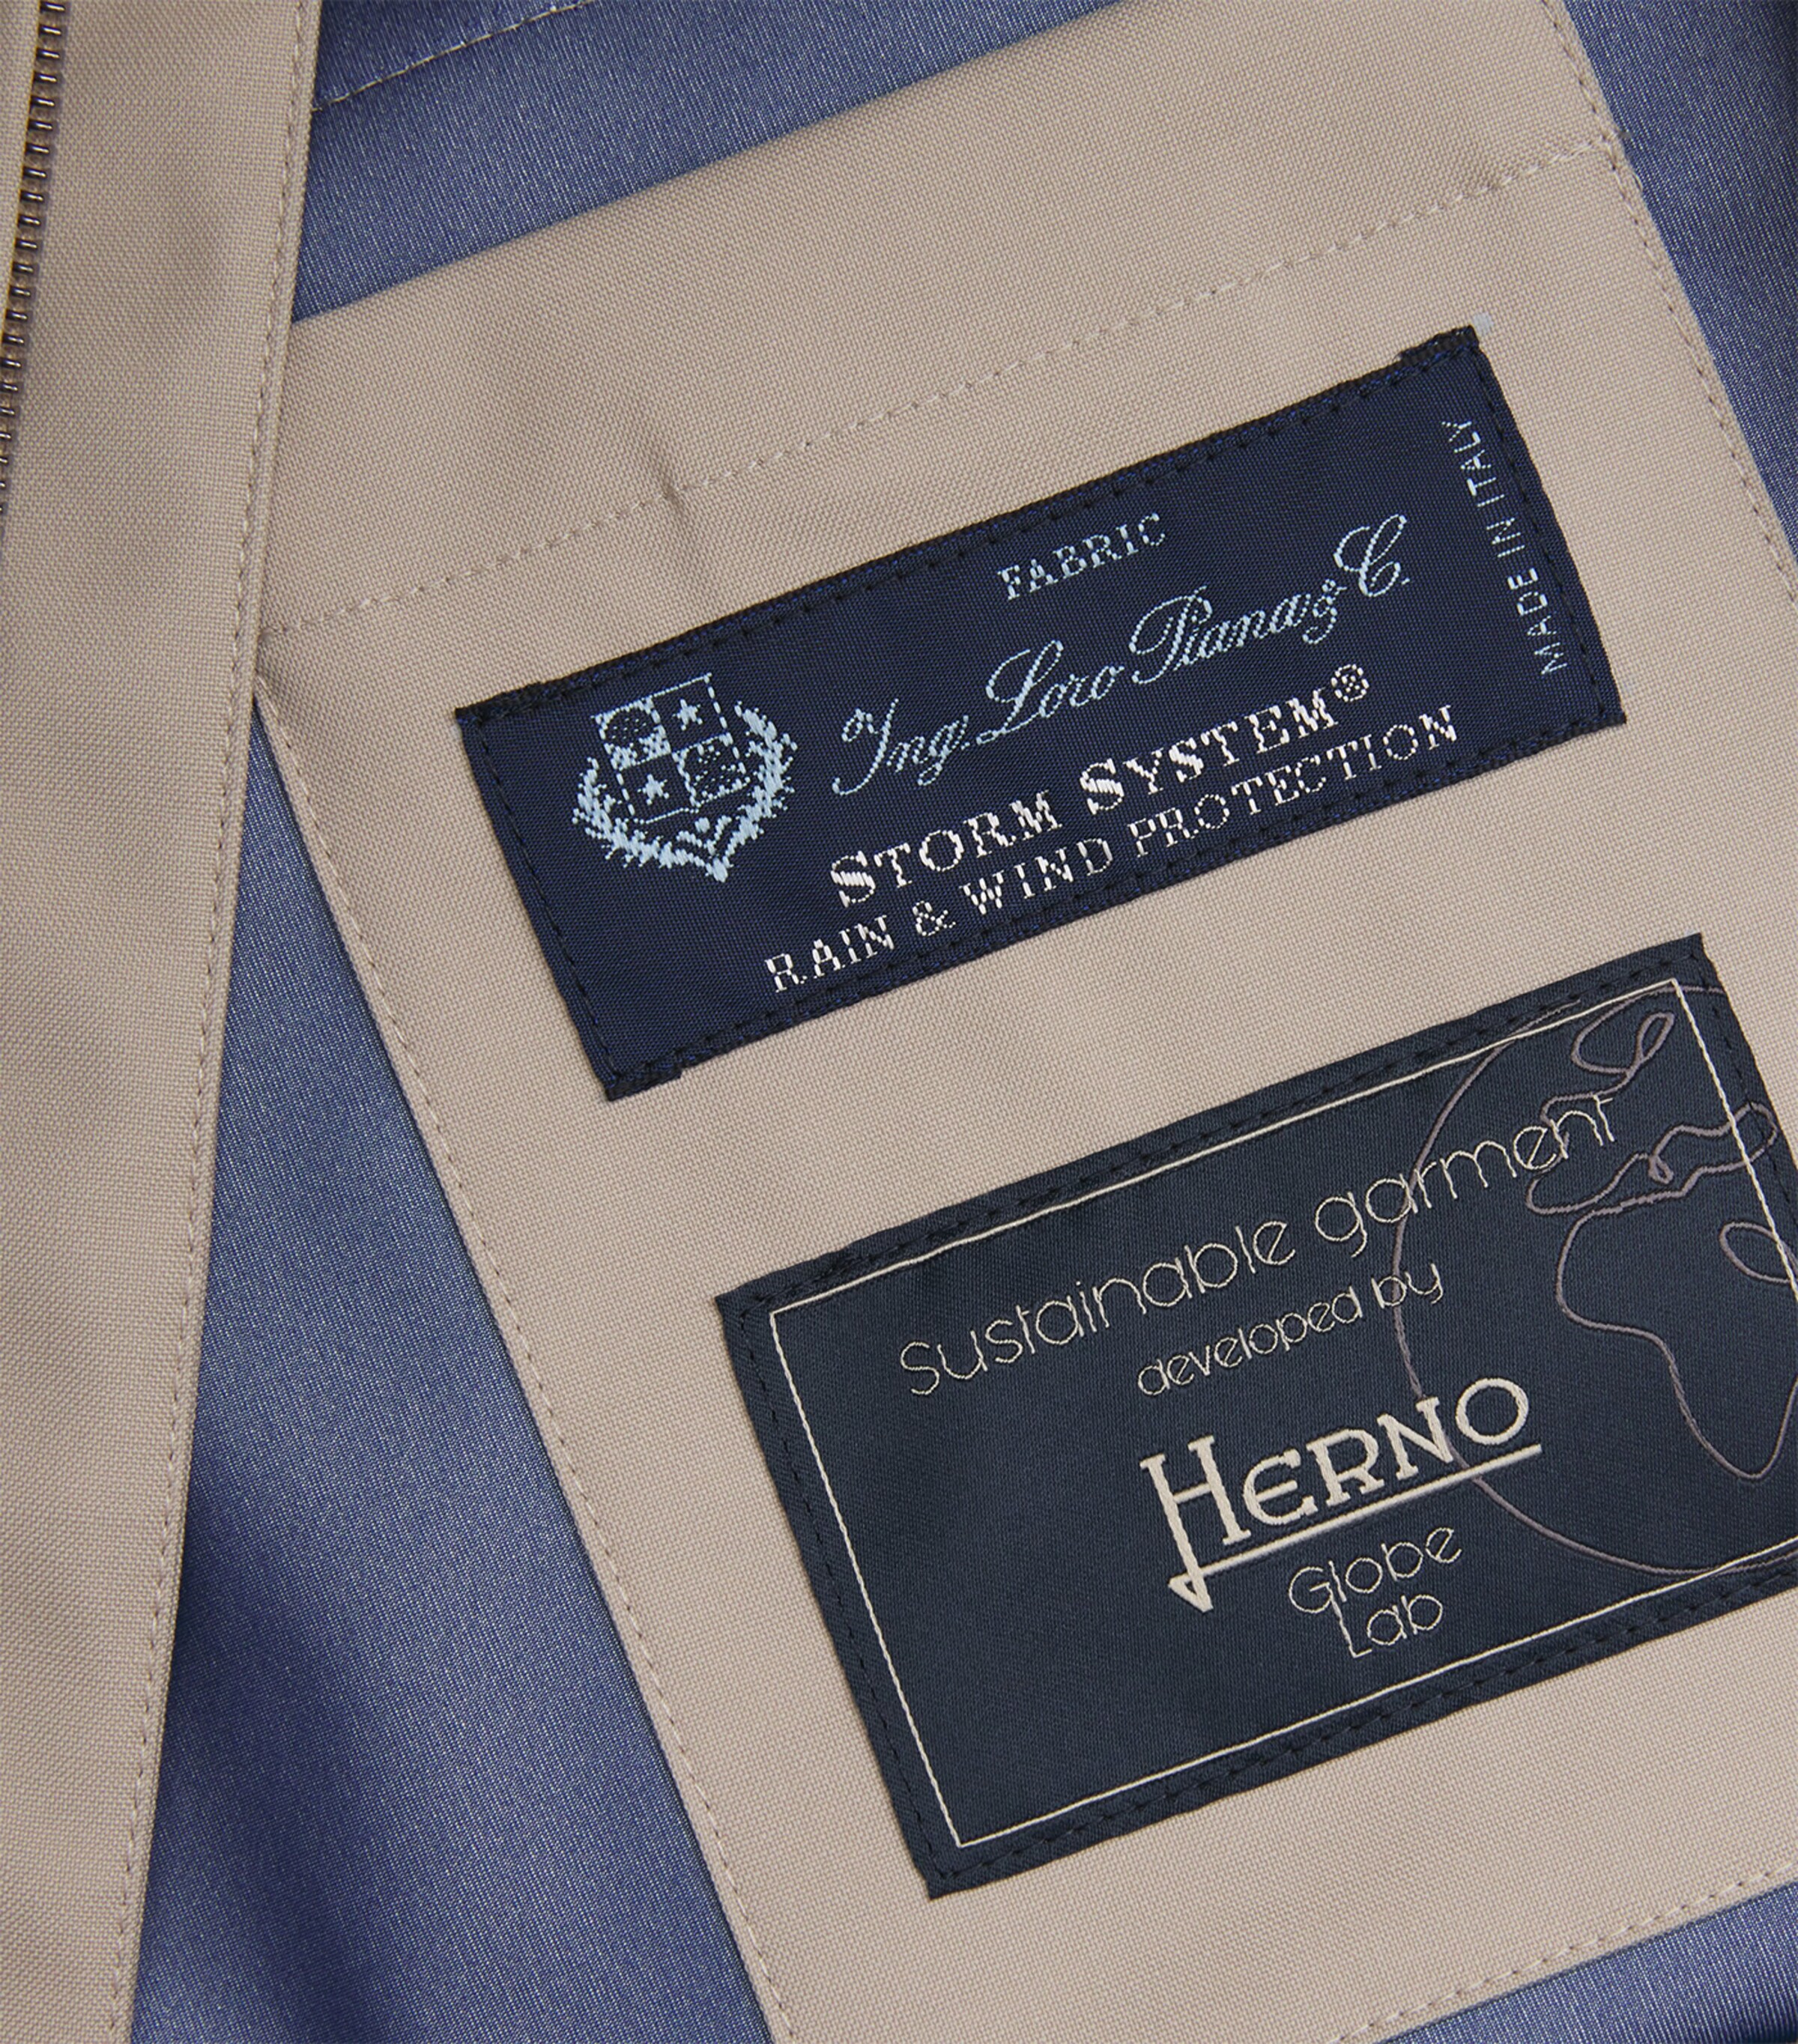 FABRIC
Ing. Loro Piana & C.
STORM SYSTEM®
RAIN & WIND PROTECTION
MADE IN ITALY
Sustainable garment
developed by
HERNO
Globe
Lab